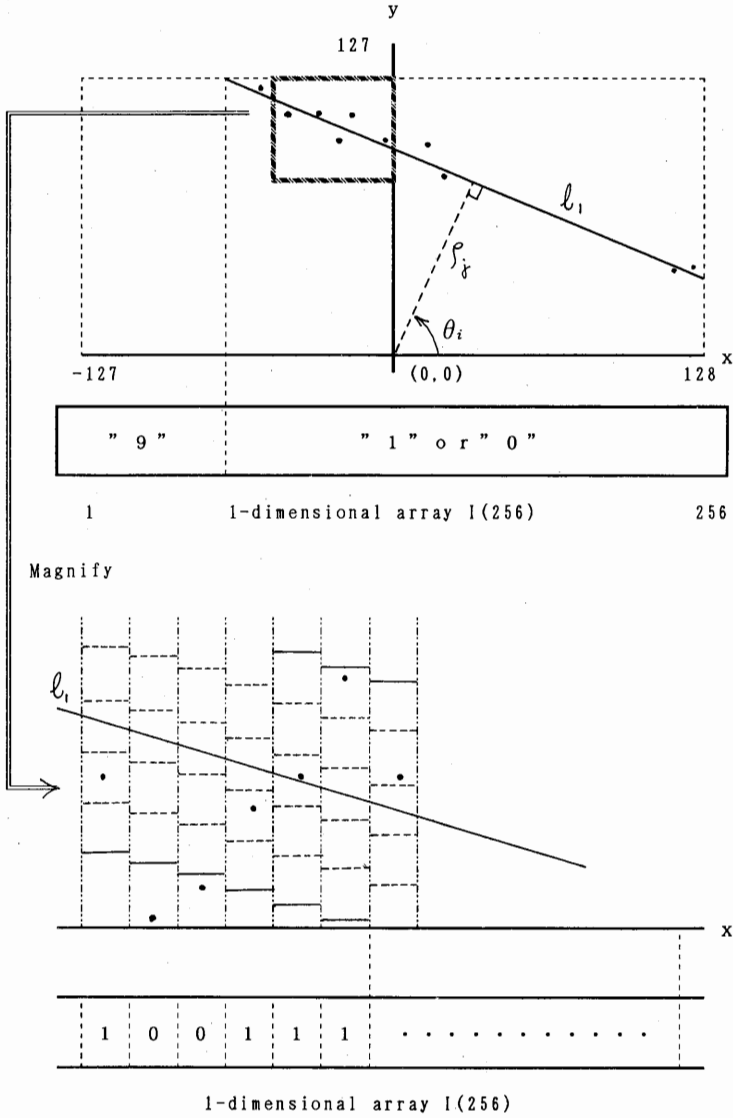 y
127
ℓ₁
ρⱼ
θᵢ
x
-127
(0,0)
128
" 9 "
" 1 " o r " 0 "
1
1-dimensional array I(256)
256
Magnify
ℓ₁
x
1 0 0 1 1 1 · · · · · · · · · · ·
1-dimensional array I(256)